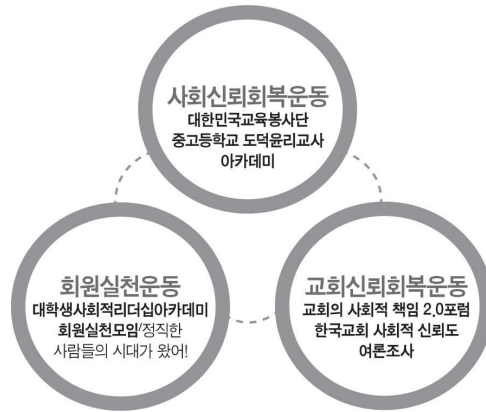 사회신뢰회복운동
대한민국교육봉사단
중고등학교 도덕윤리교사
아카데미
회원실천운동
대학생사회적리더십아카데미
회원실천모임/정직한
사람들의 시대가 왔어!
교회신뢰회복운동
교회의 사회적 책임 2.0포럼
한국교회 사회적 신뢰도
여론조사